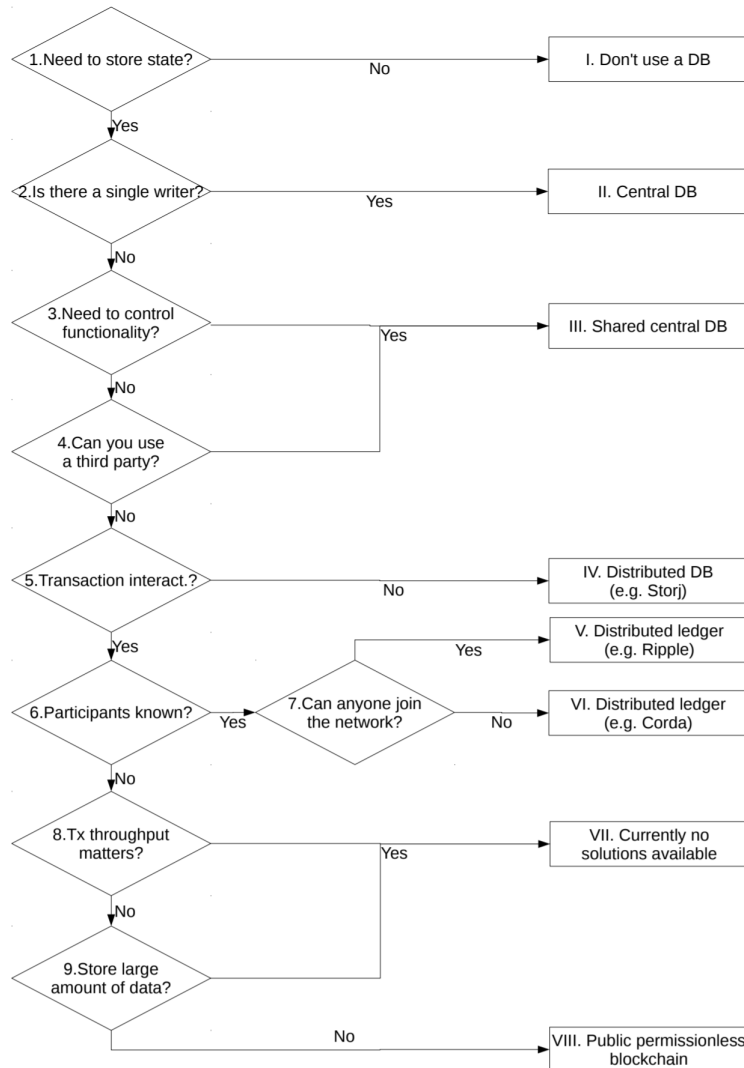 1.Need to store state?
No
I. Don't use a DB
Yes
2.Is there a single writer?
Yes
II. Central DB
No
3.Need to control
functionality?
Yes
III. Shared central DB
No
4.Can you use
a third party?
No
5.Transaction interact.?
No
IV. Distributed DB
(e.g. Storj)
Yes
V. Distributed ledger
(e.g. Ripple)
Yes
6.Participants known?
Yes
7.Can anyone join
the network?
No
VI. Distributed ledger
(e.g. Corda)
No
8.Tx throughput
matters?
Yes
VII. Currently no
solutions available
No
9.Store large
amount of data?
No
VIII. Public permissionless
blockchain